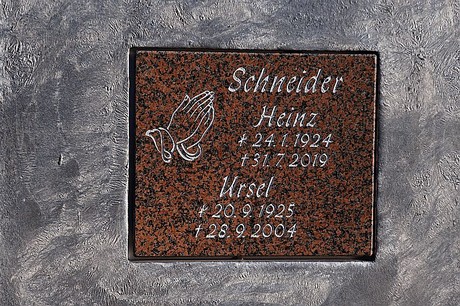 Schneider
Heinz
* 24.1.1924
† 31.7.2019
Ursel
* 20.9.1925
† 28.9.2004